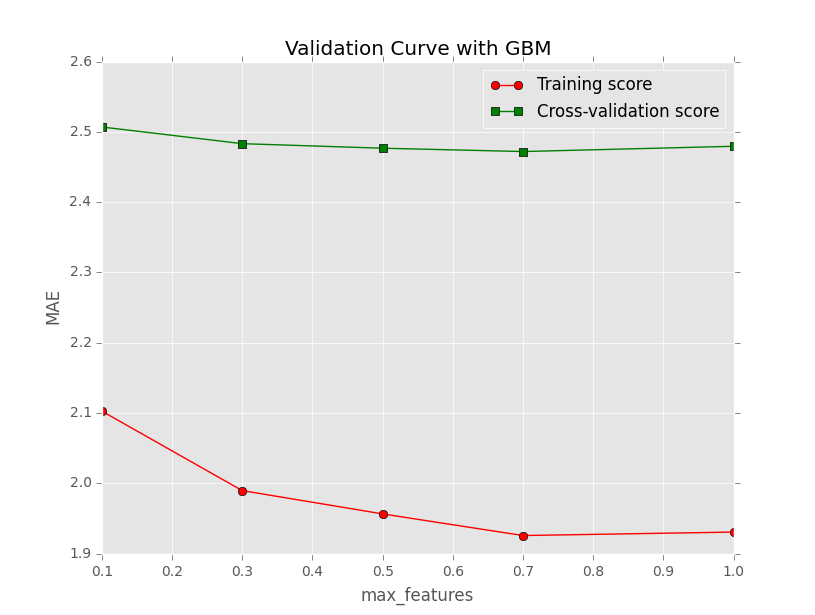 Validation Curve with GBM
Training score
Cross-validation score
2.6
2.5
2.4
2.3
2.2
2.1
2.0
1.9
MAE
0.1 0.2 0.3 0.4 0.5 0.6 0.7 0.8 0.9 1.0
max_features